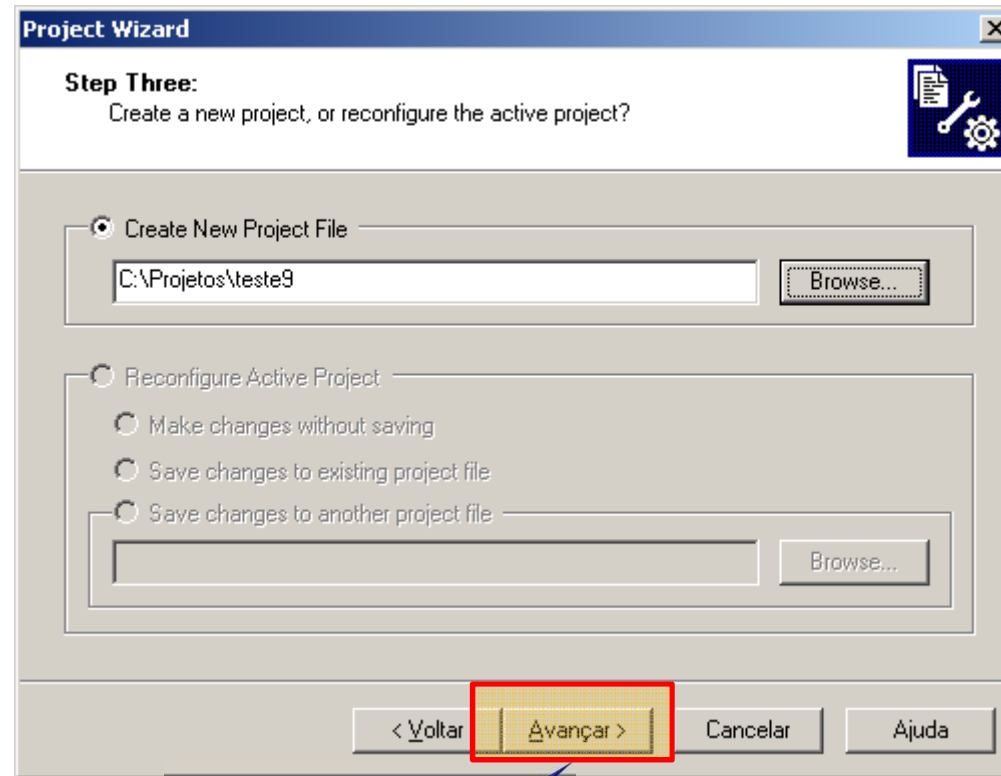 Project Wizard
Step Three:
Create a new project, or reconfigure the active project?
Create New Project File
C:\Projetos\teste9
Browse...
Reconfigure Active Project
Make changes without saving
Save changes to existing project file
Save changes to another project file
Browse...
< Voltar
Avançar >
Cancelar
Ajuda